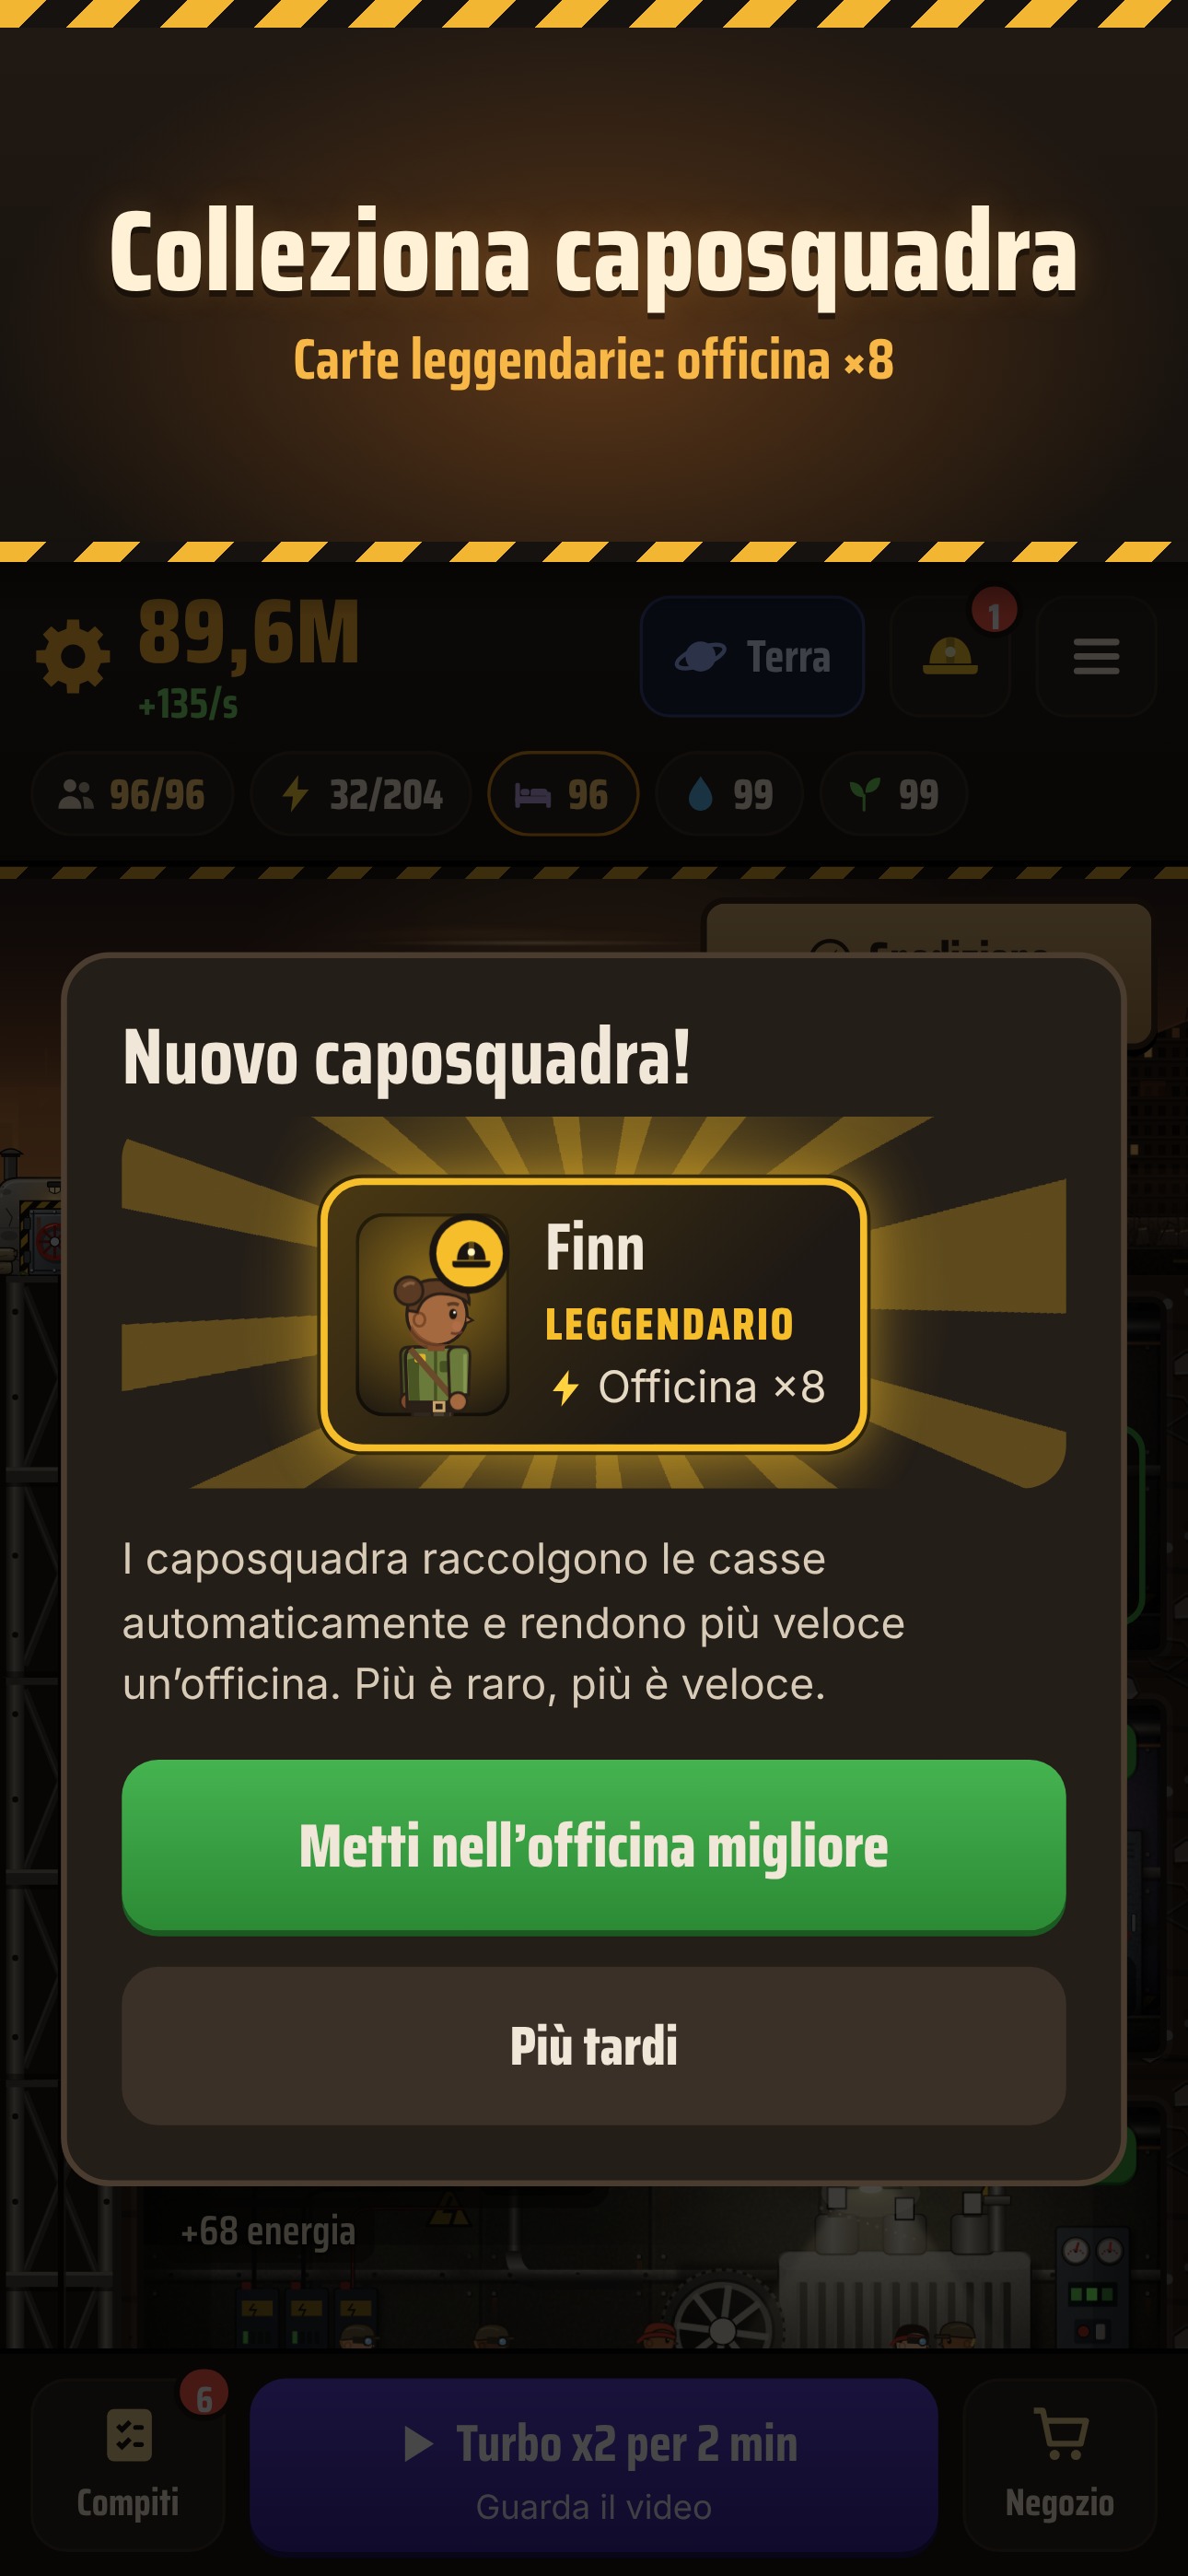 Colleziona caposquadra
Carte leggendarie: officina ×8
89,6M
+135/s
Terra
1
96/96
32/204
96
99
99
Nuovo caposquadra!
Finn
LEGGENDARIO
Officina ×8
I caposquadra raccolgono le casse
automaticamente e rendono più veloce
un’officina. Più è raro, più è veloce.
Metti nell’officina migliore
Più tardi
+68 energia
6
Compiti
Turbo x2 per 2 min
Guarda il video
Negozio